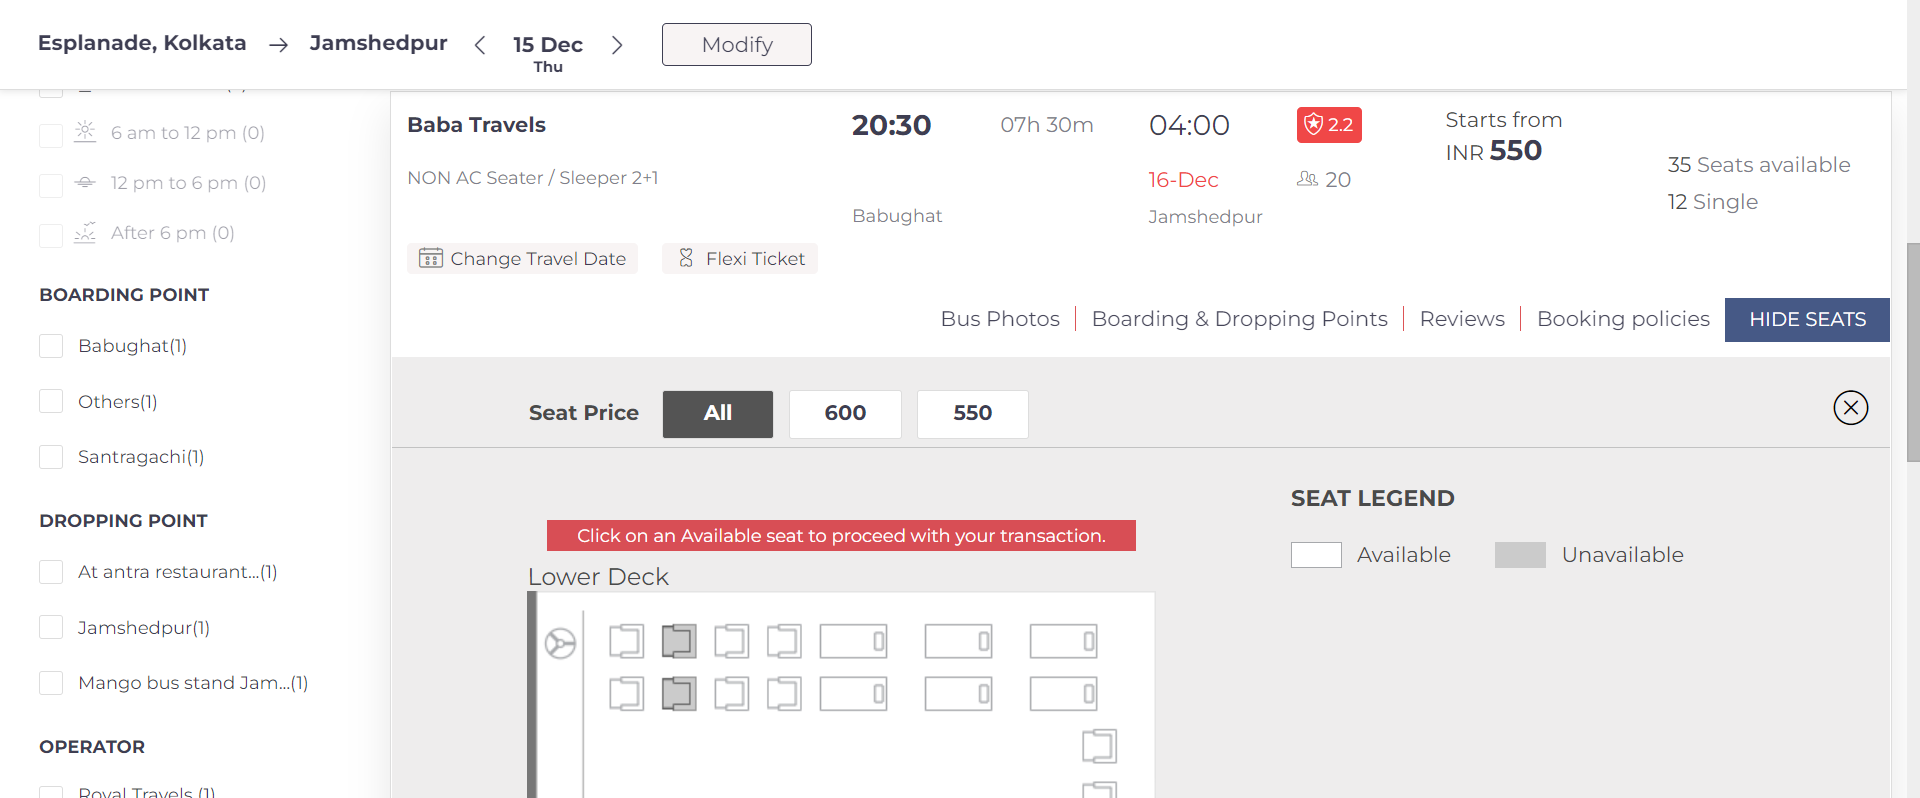 Esplanade, Kolkata → Jamshedpur < 15 Dec > Modify
Thu
6 am to 12 pm (0)
12 pm to 6 pm (0)
After 6 pm (0)
BOARDING POINT
Babughat(1)
Others(1)
Santragachi(1)
DROPPING POINT
At antra restaurant...(1)
Jamshedpur(1)
Mango bus stand Jam...(1)
OPERATOR
Royal Travels (1)
Baba Travels
NON AC Seater / Sleeper 2+1
20:30
Babughat
07h 30m
04:00
16-Dec
Jamshedpur
2.2
20
Starts from
INR 550
35 Seats available
12 Single
Change Travel Date
Flexi Ticket
Bus Photos
Boarding & Dropping Points
Reviews
Booking policies
HIDE SEATS
Seat Price All 600 550
Click on an Available seat to proceed with your transaction.
Lower Deck
SEAT LEGEND
Available
Unavailable